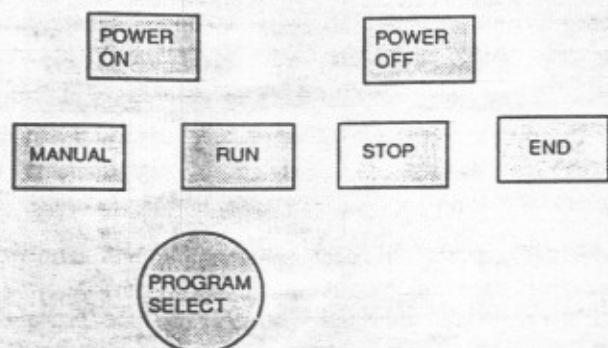 POWER
ON
POWER
OFF
MANUAL
RUN
STOP
END
PROGRAM
SELECT